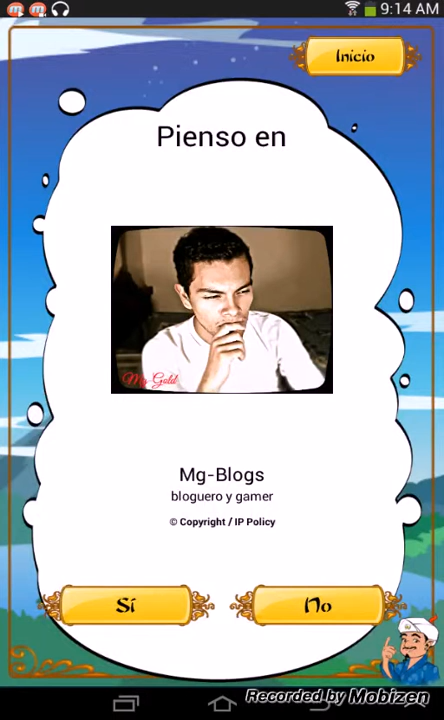 9:14 AM
Inicio
Pienso en
Mg-Gold
Mg-Blogs
bloguero y gamer
© Copyright / IP Policy
Sí
No
Recorded by Mobizen